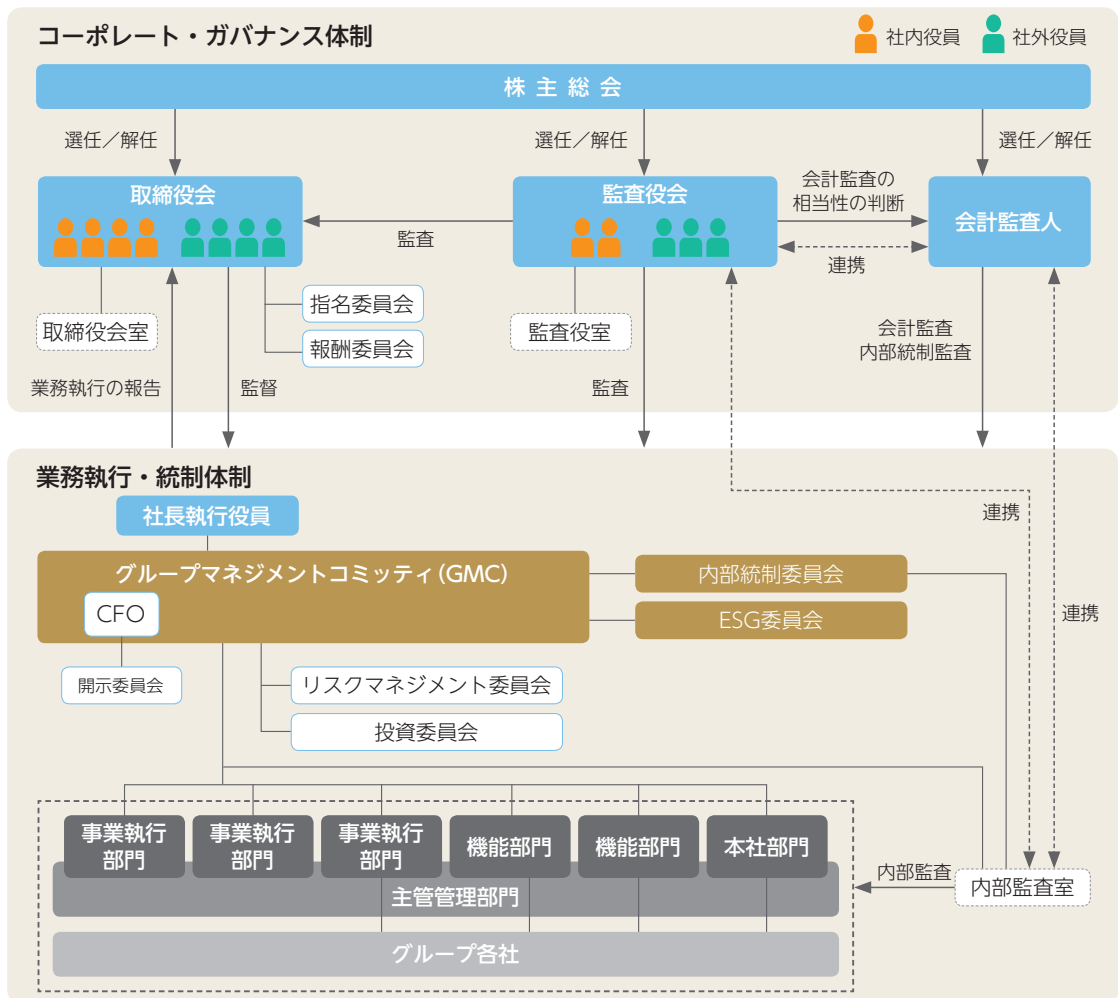 コーポレート・ガバナンス体制
社内役員
社外役員
株主総会
選任／解任
選任／解任
選任／解任
取締役会
監査役会
会計監査の
相当性の判断
会計監査人
監査
連携
指名委員会
取締役会室
監査役室
会計監査
内部統制監査
報酬委員会
業務執行の報告
監督
監査
業務執行・統制体制
社長執行役員
連携
グループマネジメントコミッティ（GMC）
内部統制委員会
CFO
ESG委員会
連携
開示委員会
リスクマネジメント委員会
投資委員会
事業執行
部門
事業執行
部門
事業執行
部門
機能部門
機能部門
本社部門
内部監査
内部監査室
主管管理部門
グループ各社